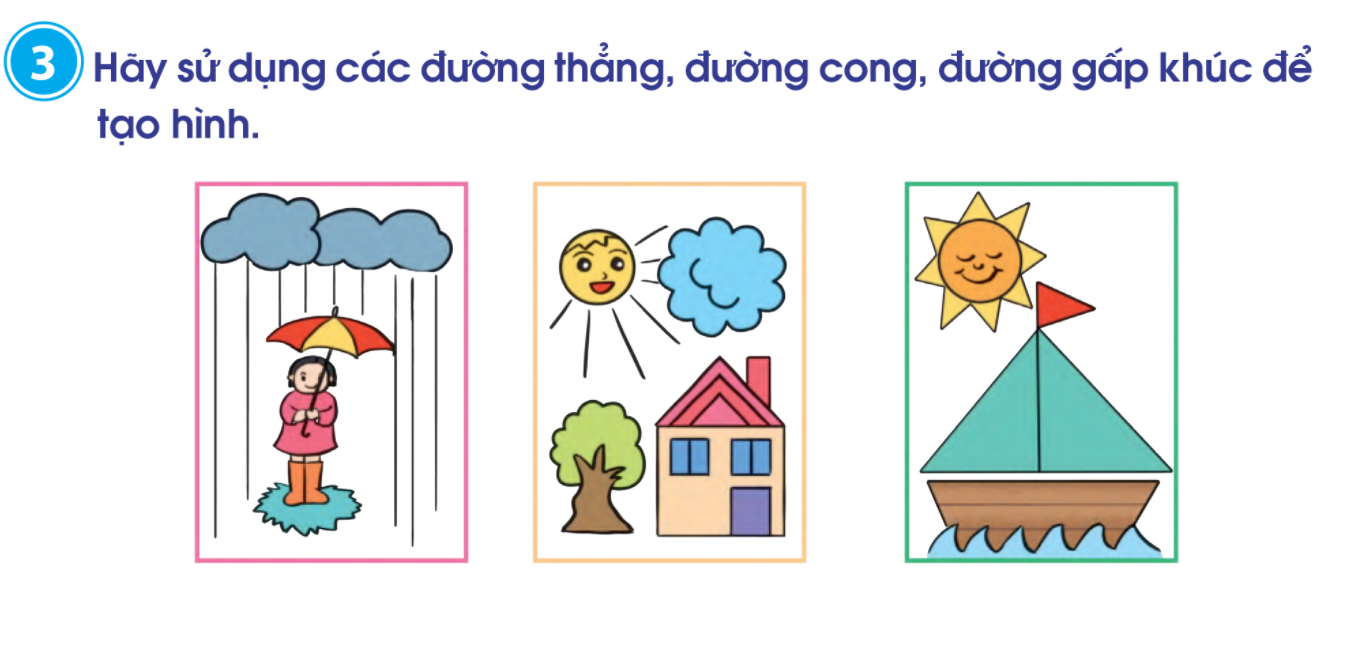 3 Hãy sử dụng các đường thẳng, đường cong, đường gấp khúc để
tạo hình.